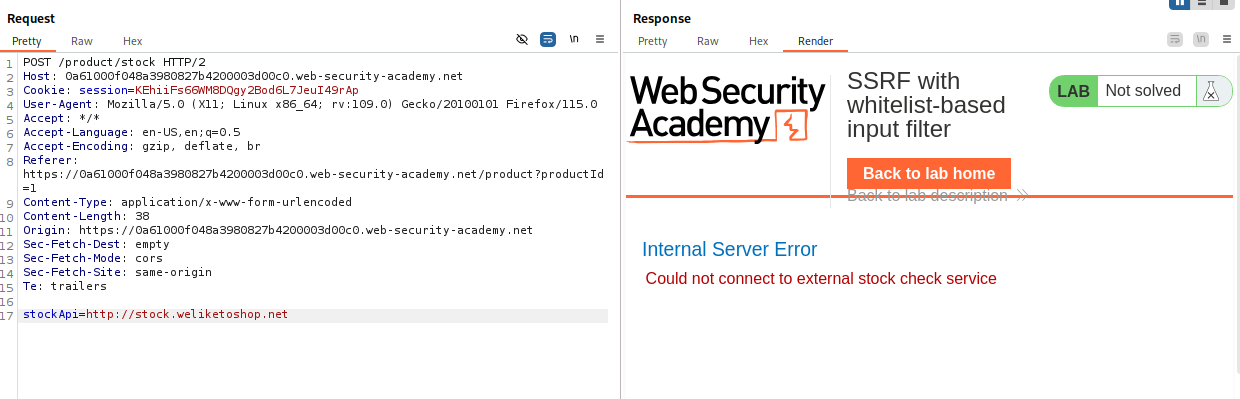 Request
Pretty Raw Hex
\n
1 POST /product/stock HTTP/2
2 Host: 0a61000f048a3980827b4200003d00c0.web-security-academy.net
3 Cookie: session=KEhiiFs66WM8DQgy2Bod6L7JeuI49rAp
4 User-Agent: Mozilla/5.0 (X11; Linux x86_64; rv:109.0) Gecko/20100101 Firefox/115.0
5 Accept: */*
6 Accept-Language: en-US,en;q=0.5
7 Accept-Encoding: gzip, deflate, br
8 Referer:
https://0a61000f048a3980827b4200003d00c0.web-security-academy.net/product?productId
=1
9 Content-Type: application/x-www-form-urlencoded
10 Content-Length: 38
11 Origin: https://0a61000f048a3980827b4200003d00c0.web-security-academy.net
12 Sec-Fetch-Dest: empty
13 Sec-Fetch-Mode: cors
14 Sec-Fetch-Site: same-origin
15 Te: trailers
16
17 stockApi=http://stock.weliketoshop.net
Response
Pretty Raw Hex Render
\n
Web Security
Academy
SSRF with
whitelist-based
input filter
LAB Not solved
Back to lab home
Back to lab description
Internal Server Error
Could not connect to external stock check service